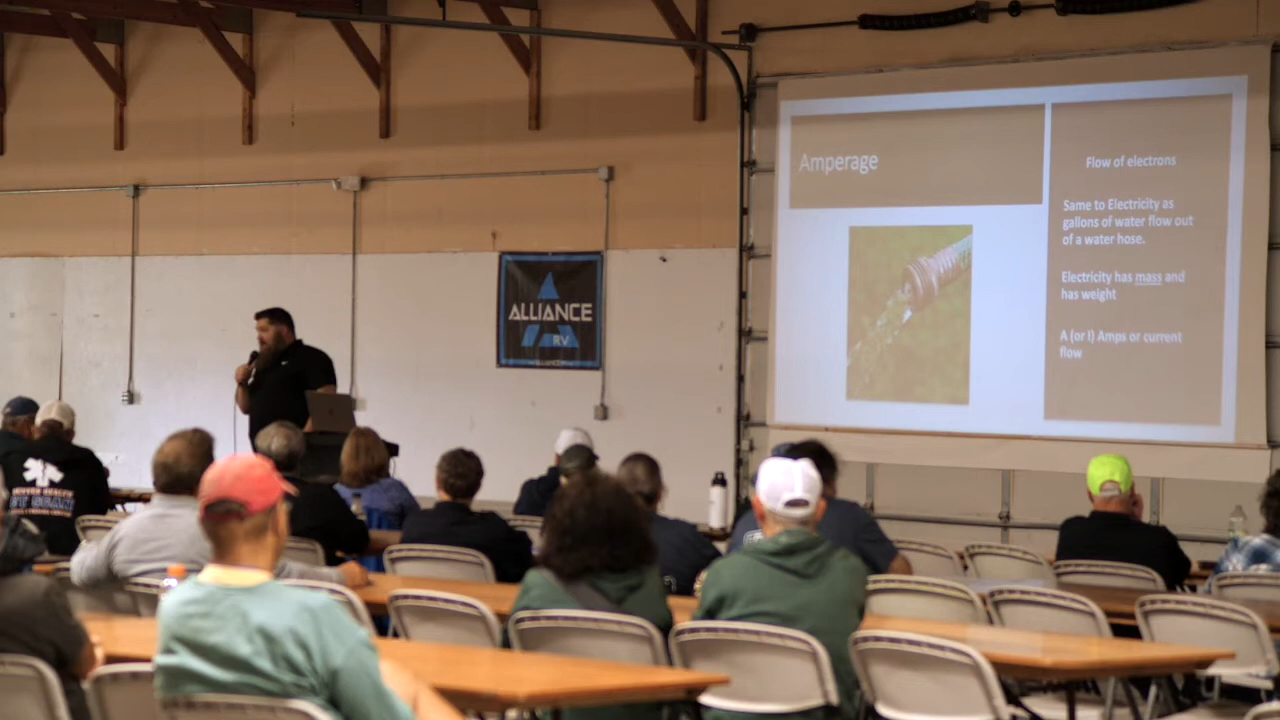 Amperage
Flow of electrons
Same to Electricity as
gallons of water flow out
of a water hose.
Electricity has mass and
has weight
A (or I) Amps or current
flow
ALLIANCE
RV